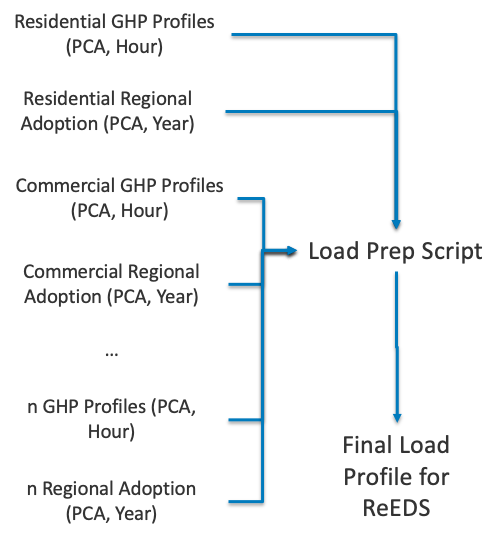 Residential GHP Profiles
(PCA, Hour)
Residential Regional
Adoption (PCA, Year)
Commercial GHP Profiles
(PCA, Hour)
Commercial Regional
Adoption (PCA, Year)
...
n GHP Profiles (PCA,
Hour)
n Regional Adoption
(PCA, Year)
Load Prep Script
Final Load
Profile for
ReEDS